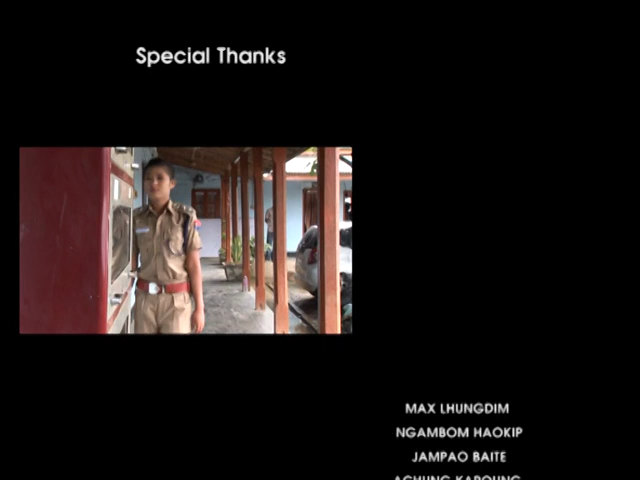 Special Thanks
MAX LHUNGDIM
NGAMBOM HAOKIP
JAMPAO BAITE